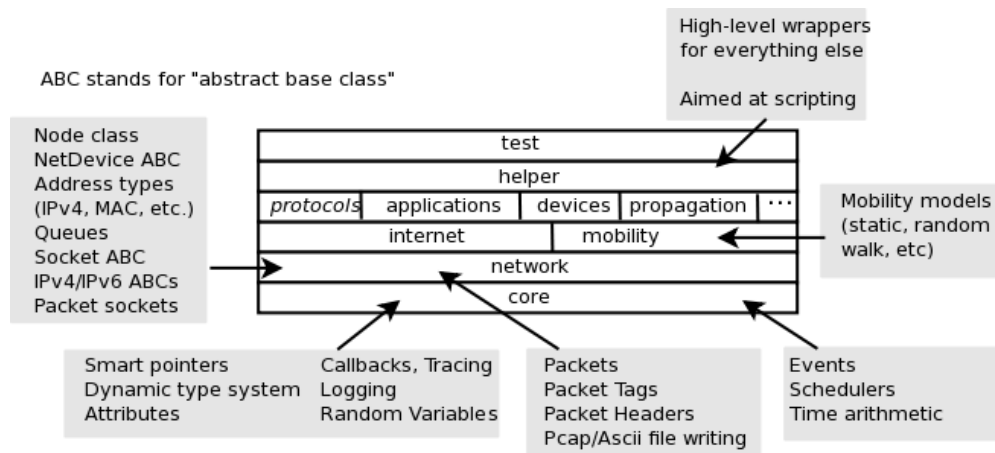 High-level wrappers
for everything else
Aimed at scripting
ABC stands for "abstract base class"
Node class
NetDevice ABC
Address types
(IPv4, MAC, etc.)
Queues
Socket ABC
IPv4/IPv6 ABCs
Packet sockets
test
helper
protocols applications devices propagation ...
internet mobility
network
core
Mobility models
(static, random
walk, etc)
Smart pointers
Dynamic type system
Attributes
Callbacks, Tracing
Logging
Random Variables
Packets
Packet Tags
Packet Headers
Pcap/Ascii file writing
Events
Schedulers
Time arithmetic